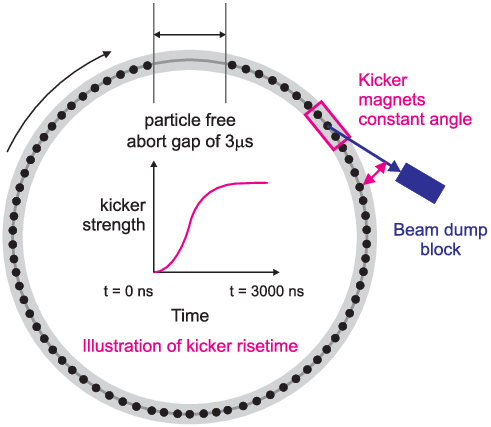 particle free
abort gap of 3μs
Kicker
magnets
constant angle
kicker
strength
Beam dump
block
t = 0 ns
t = 3000 ns
Time
Illustration of kicker risetime